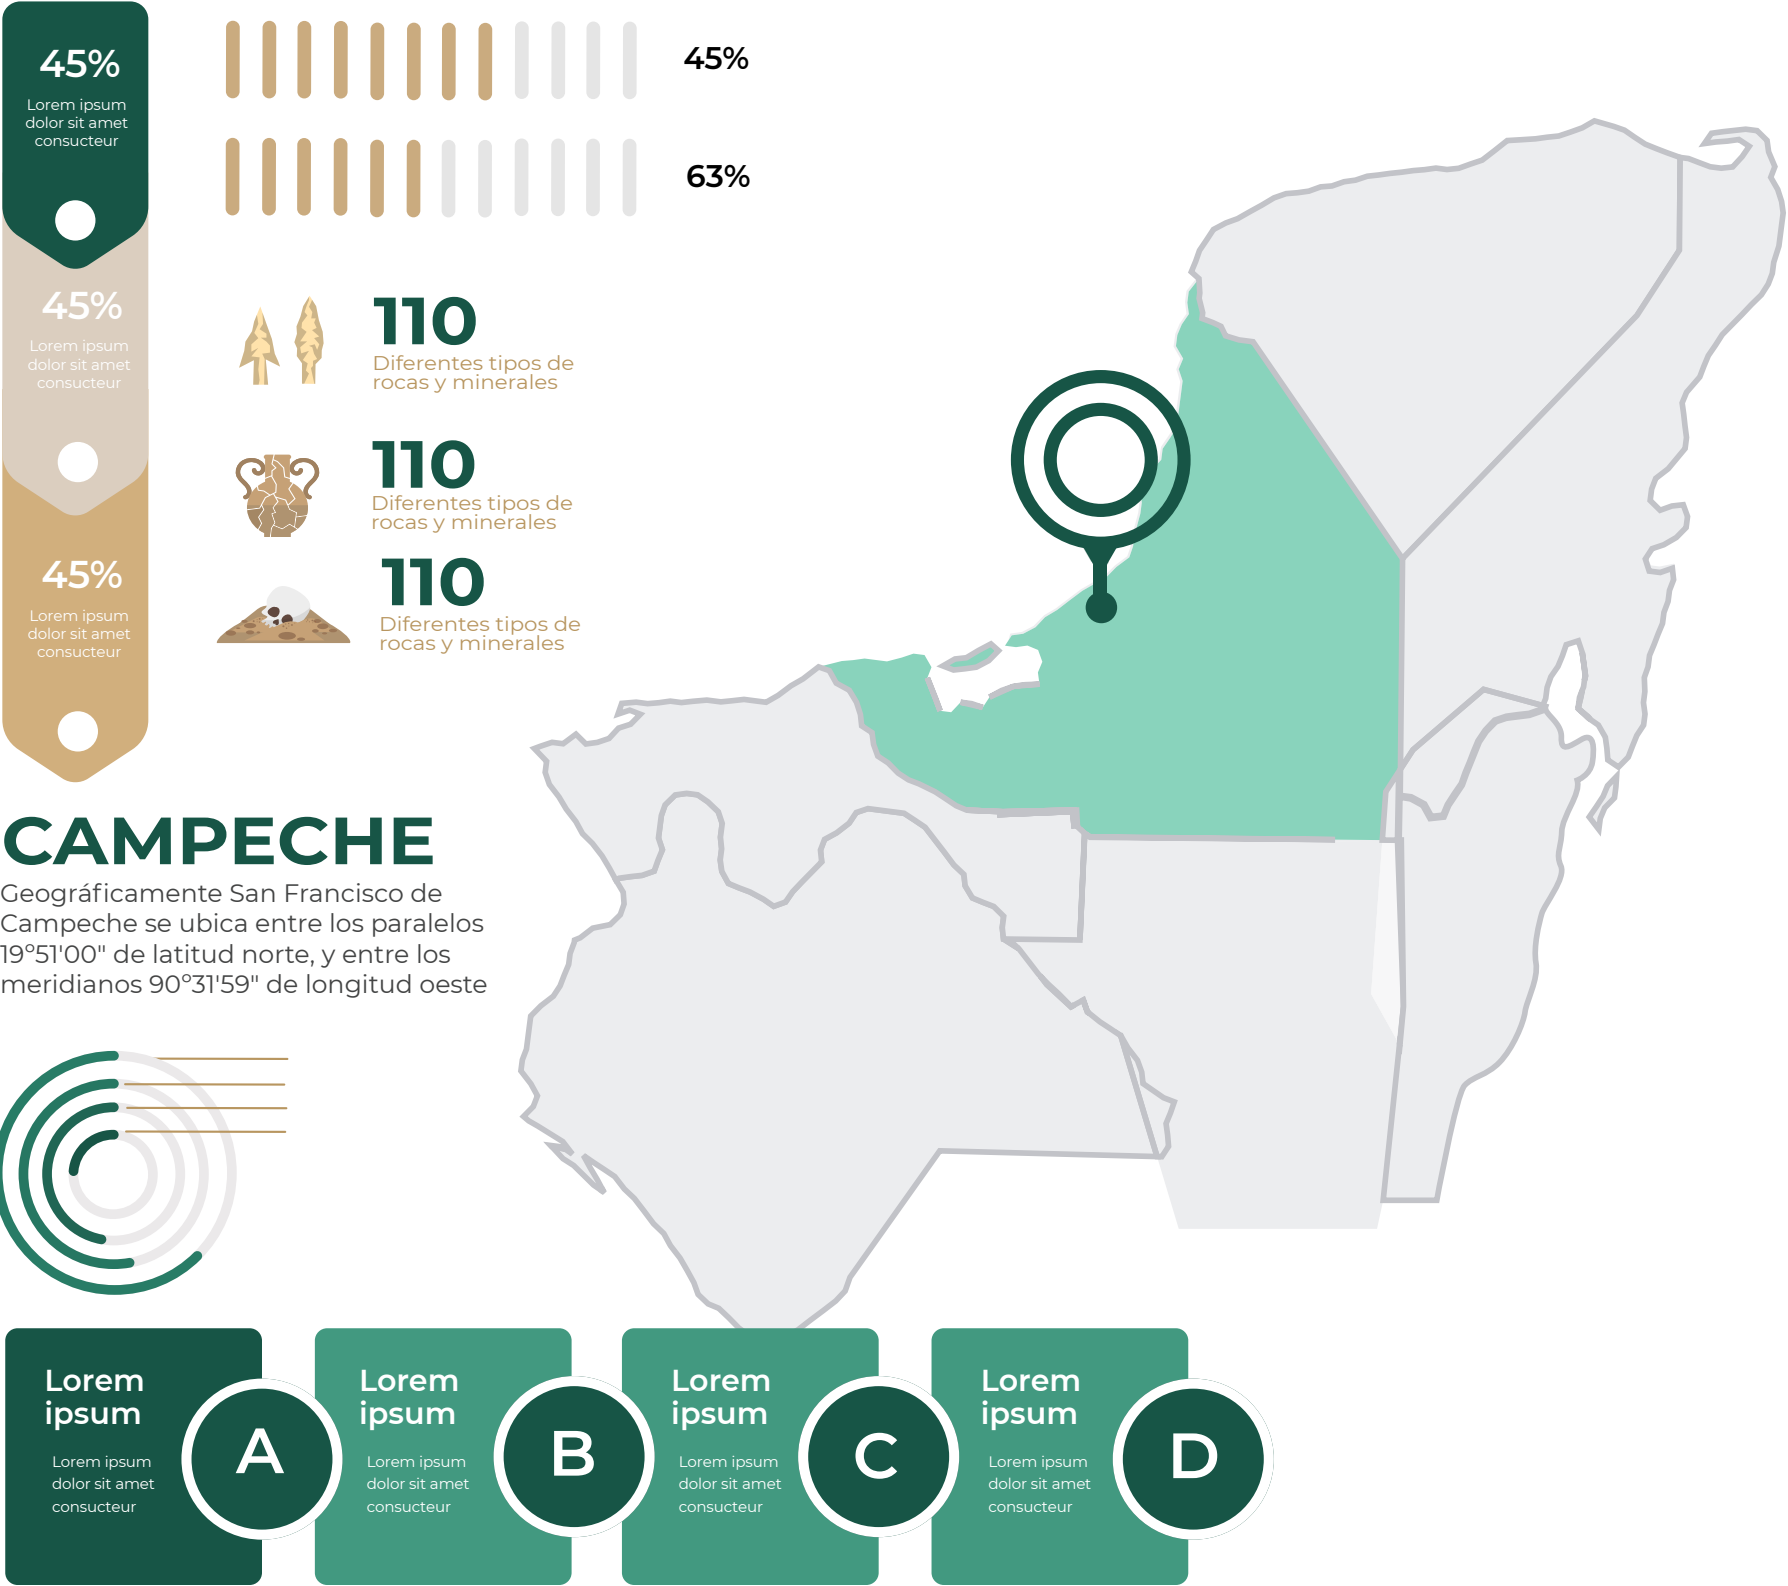 45%
Lorem ipsum
dolor sit amet
consucteur
45%
Lorem ipsum
dolor sit amet
consucteur
45%
Lorem ipsum
dolor sit amet
consucteur
45%
63%
110
Diferentes tipos de
rocas y minerales
110
Diferentes tipos de
rocas y minerales
110
Diferentes tipos de
rocas y minerales
CAMPECHE
Geográficamente San Francisco de
Campeche se ubica entre los paralelos
19º51'00" de latitud norte, y entre los
meridianos 90º31'59" de longitud oeste
Lorem
ipsum
Lorem ipsum
dolor sit amet
consucteur
A
Lorem
ipsum
Lorem ipsum
dolor sit amet
consucteur
B
Lorem
ipsum
Lorem ipsum
dolor sit amet
consucteur
C
Lorem
ipsum
Lorem ipsum
dolor sit amet
consucteur
D